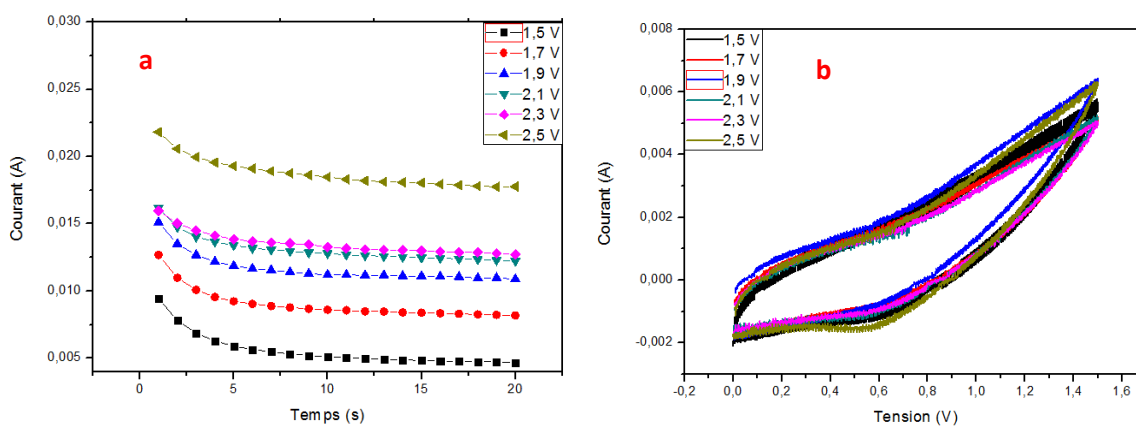 a
0,030
0,025
0,020
0,015
0,010
0,005
Courant (A)
0 5 10 15 20
Temps (s)
1,5 V
1,7 V
1,9 V
2,1 V
2,3 V
2,5 V
b
0,008
0,006
0,004
0,002
0,000
-0,002
Courant (A)
-0,2 0,0 0,2 0,4 0,6 0,8 1,0 1,2 1,4 1,6
Tension (V)
1,5 V
1,7 V
1,9 V
2,1 V
2,3 V
2,5 V